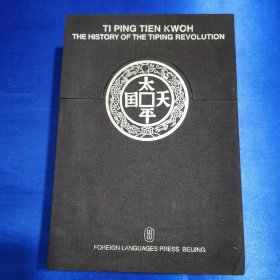 TI PING TIEN KWOH
THE HISTORY OF THE TIPING REVOLUTION
太
国 天
平
FOREIGN LANGUAGES PRESS BEIJING